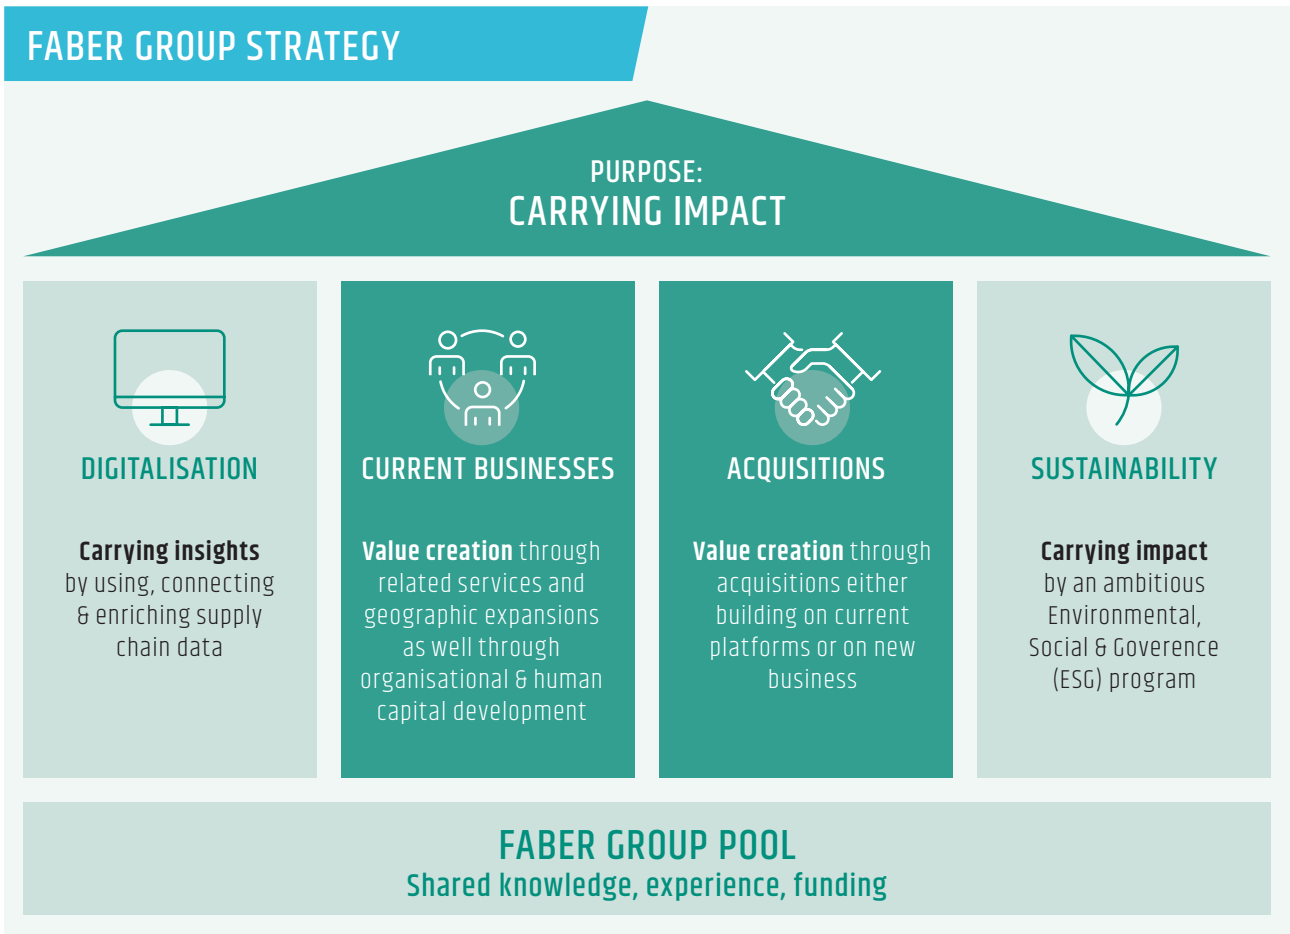 FABER GROUP STRATEGY
PURPOSE:
CARRYING IMPACT
DIGITALISATION
Carrying insights
by using, connecting
& enriching supply
chain data
CURRENT BUSINESSES
Value creation through
related services and
geographic expansions
as well through
organisational & human
capital development
ACQUISITIONS
Value creation through
acquisitions either
building on current
platforms or on new
business
SUSTAINABILITY
Carrying impact
by an ambitious
Environmental,
Social & Goverence
(ESG) program
FABER GROUP POOL
Shared knowledge, experience, funding